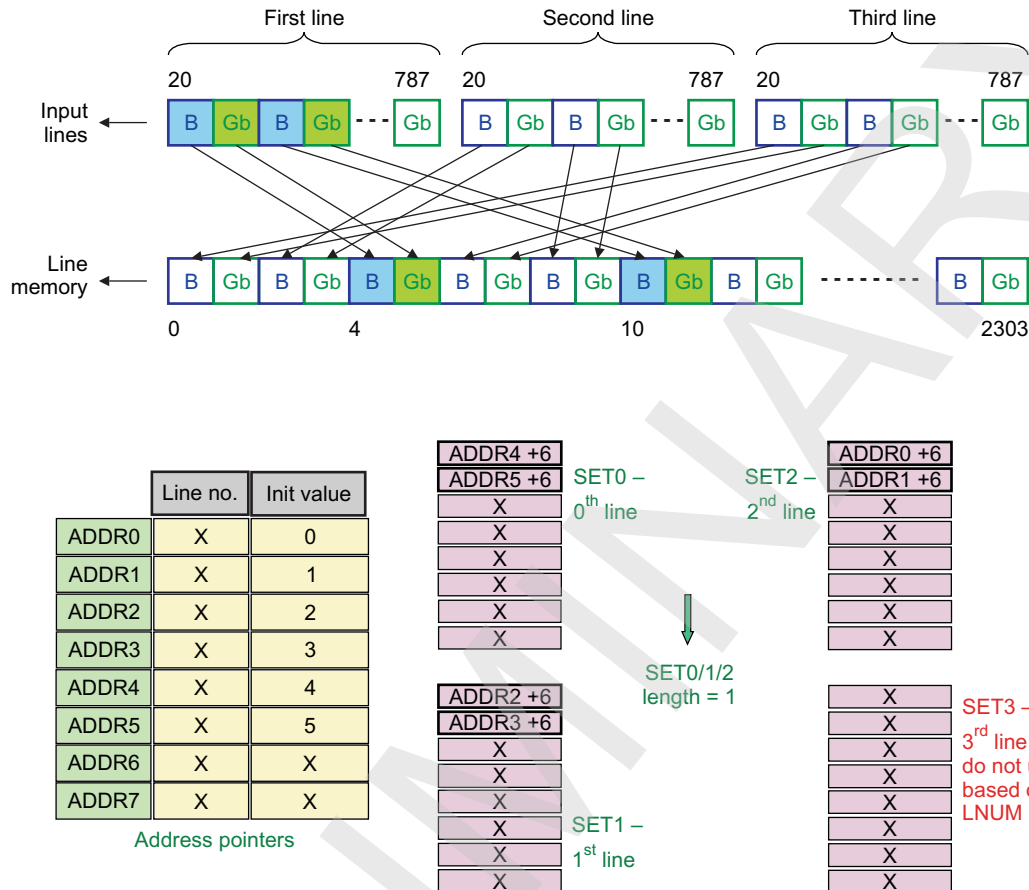 First line Second line Third line
20 787 20 787 20 787
Input lines
B Gb B Gb Gb B Gb B Gb Gb B Gb B Gb Gb
Line memory
B Gb B Gb B Gb B Gb B Gb B Gb B Gb B Gb
0 4 10 2303
Line no. Init value
ADDR0 X 0
ADDR1 X 1
ADDR2 X 2
ADDR3 X 3
ADDR4 X 4
ADDR5 X 5
ADDR6 X X
ADDR7 X X
Address pointers
ADDR4 +6
ADDR5 +6
X
X
X
X
X
X
SET0 –
0th line
ADDR2 +6
ADDR3 +6
X
X
X
X
X
X
SET1 –
1st line
SET0/1/2
length = 1
SET2 –
2nd line
ADDR0 +6
ADDR1 +6
X
X
X
X
X
X
X
X
X
X
X
X
X
X
SET3 –
3rd line
do not
based
LNUM